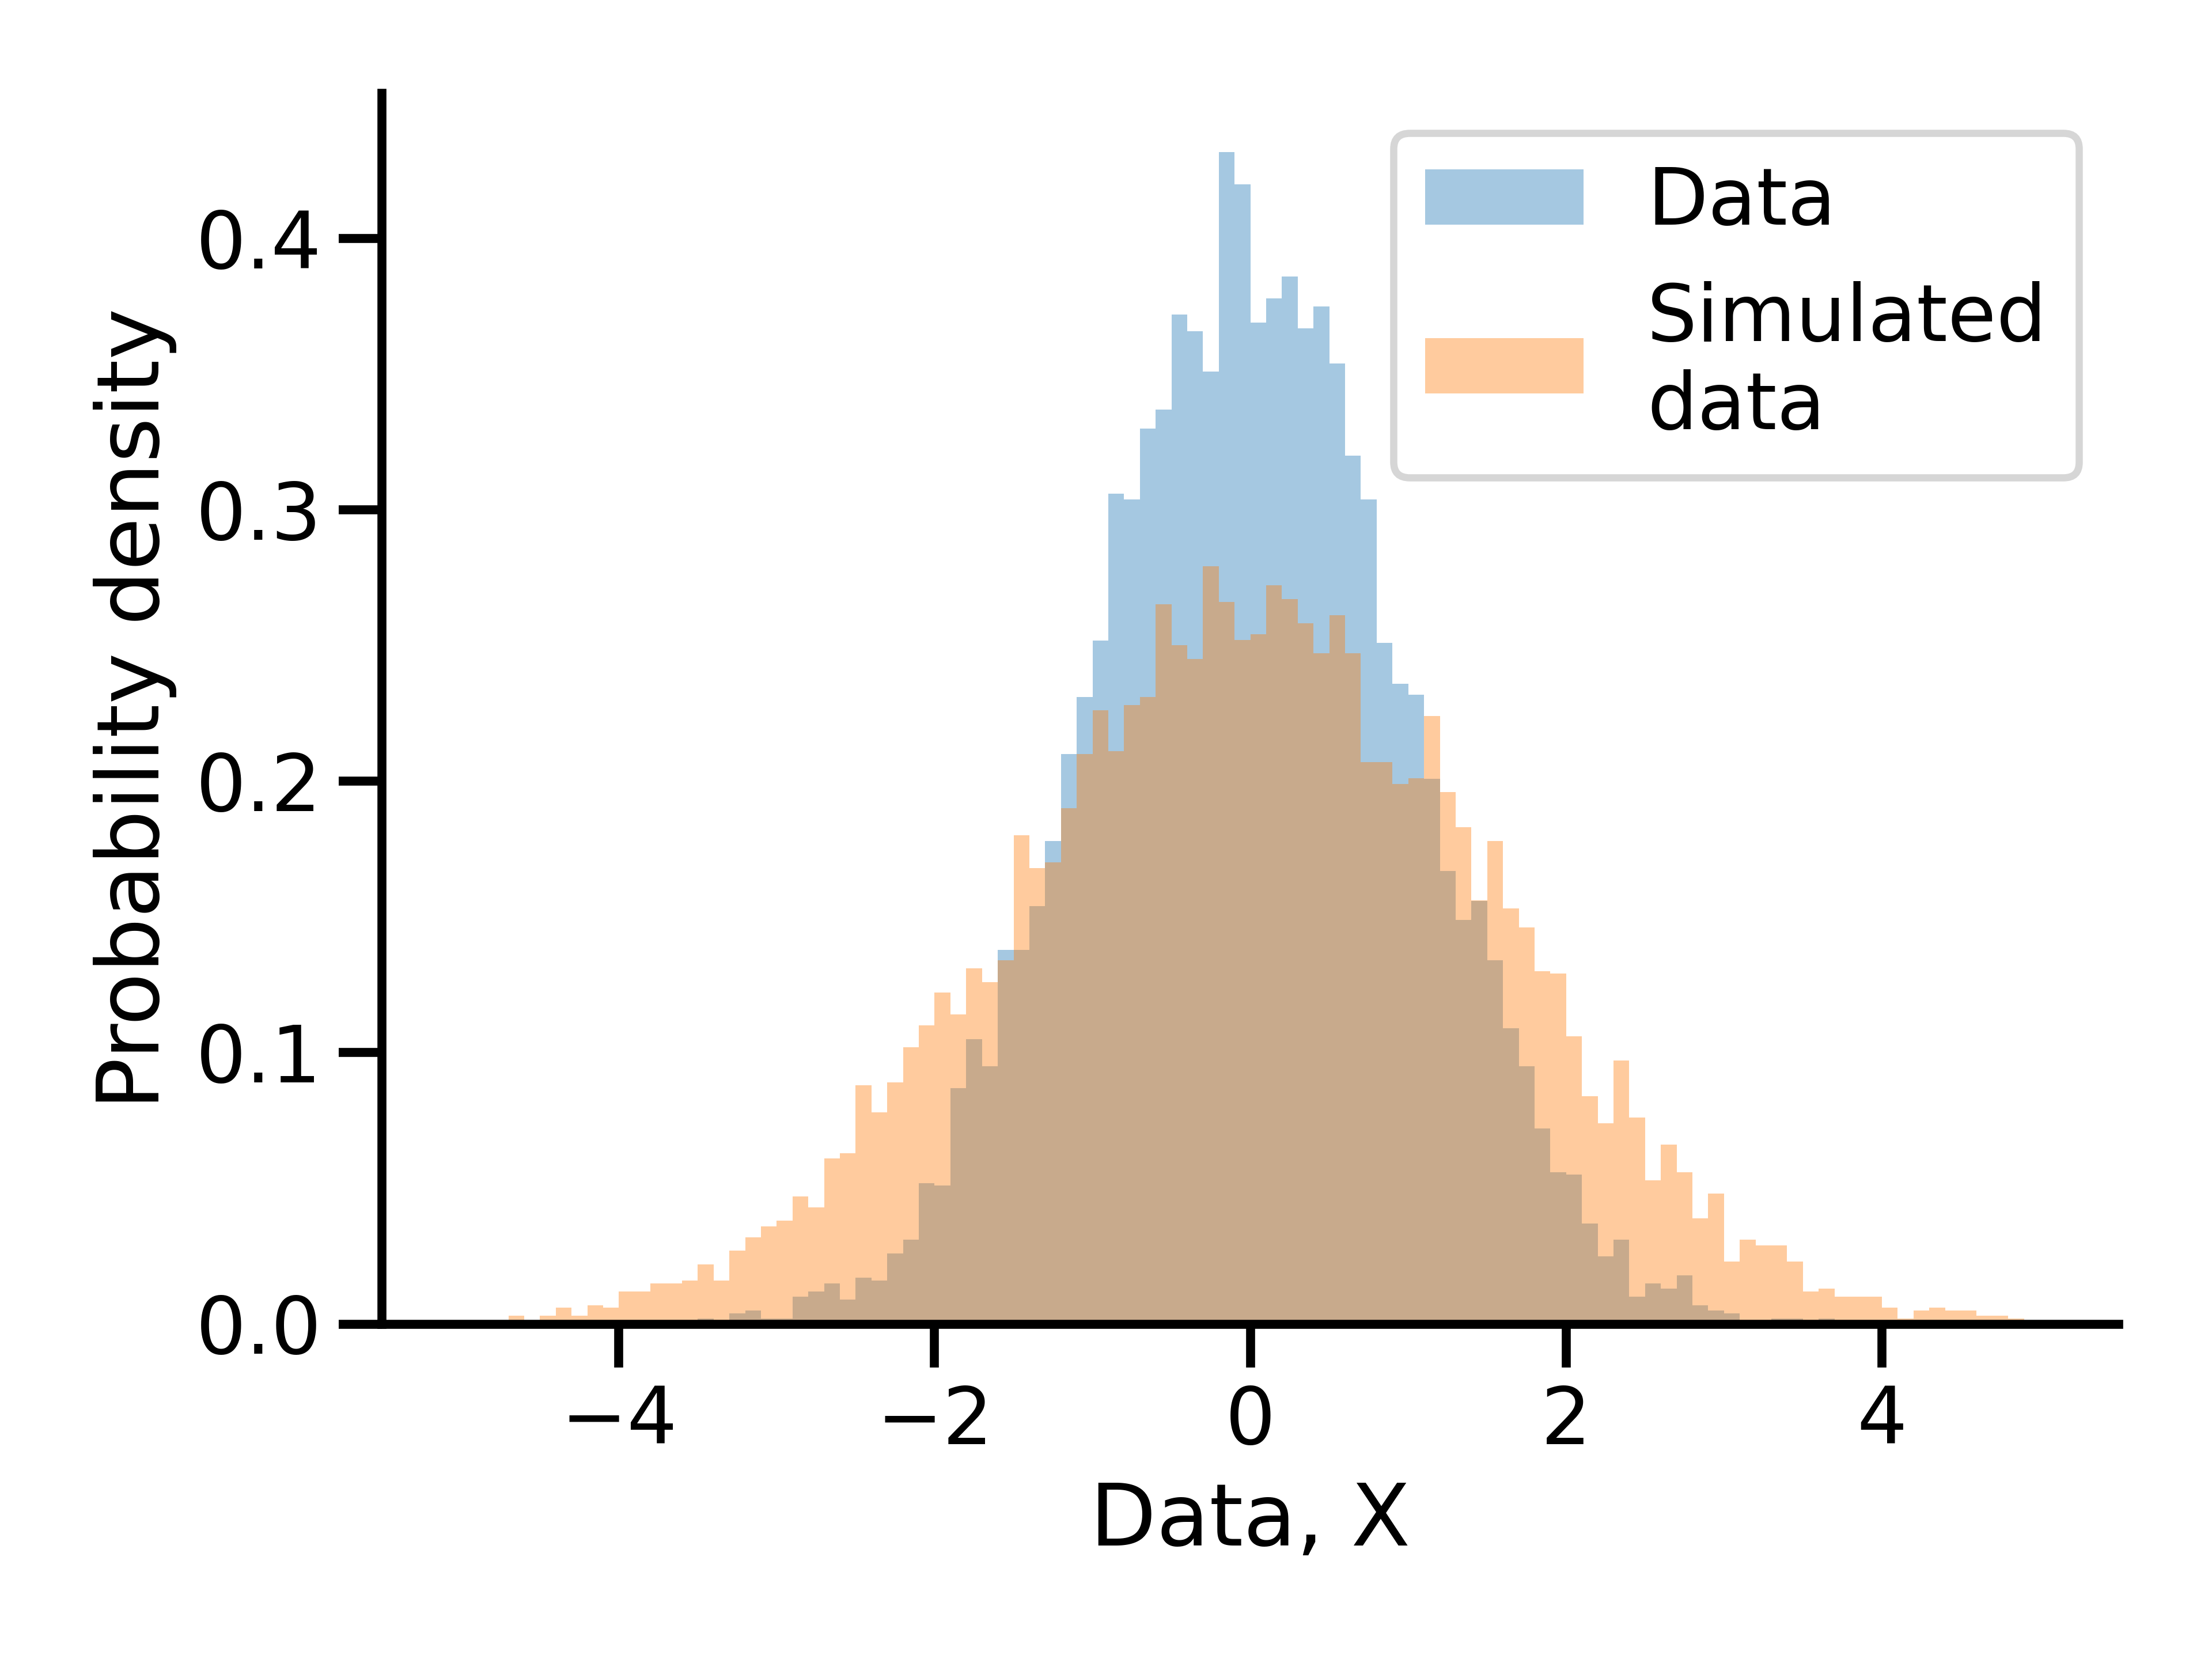 Data
Simulated
data
Probability density
0.4
0.3
0.2
0.1
0.0
−4
−2
0
2
4
Data, X